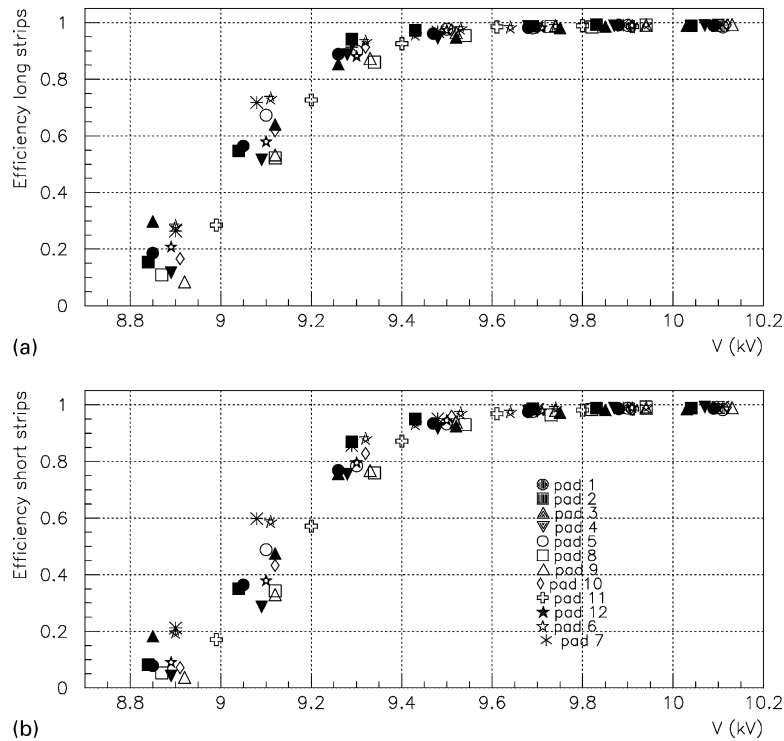 Efficiency long strips
1
0.8
0.6
0.4
0.2
0
8.8 9 9.2 9.4 9.6 9.8 10 10.2
(a)
V (kV)
Efficiency short strips
1
0.8
0.6
0.4
0.2
0
pad 1
pad 2
pad 3
pad 4
pad 5
pad 8
pad 9
pad 10
pad 11
pad 12
pad 6
pad 7
8.8 9 9.2 9.4 9.6 9.8 10 10.2
(b)
V (kV)